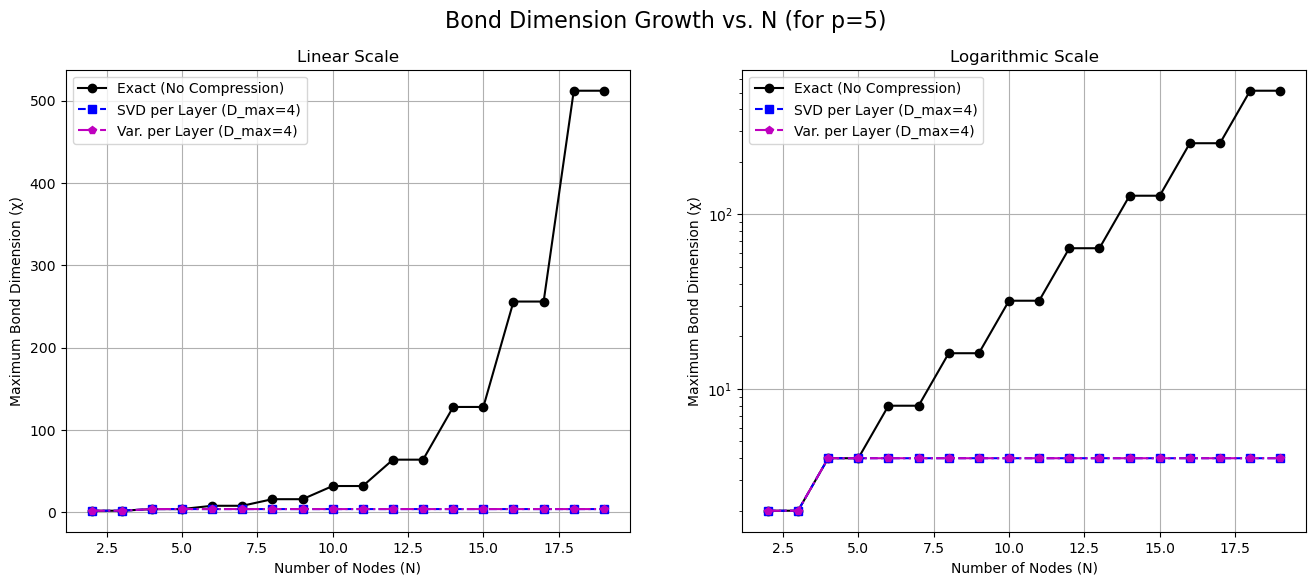 Bond Dimension Growth vs. N (for p=5)
Linear Scale
Exact (No Compression)
SVD per Layer (D_max=4)
Var. per Layer (D_max=4)
Maximum Bond Dimension (χ)
500
400
300
200
100
0
2.5 5.0 7.5 10.0 12.5 15.0 17.5
Number of Nodes (N)
Logarithmic Scale
Exact (No Compression)
SVD per Layer (D_max=4)
Var. per Layer (D_max=4)
Maximum Bond Dimension (χ)
10²
10¹
2.5 5.0 7.5 10.0 12.5 15.0 17.5
Number of Nodes (N)